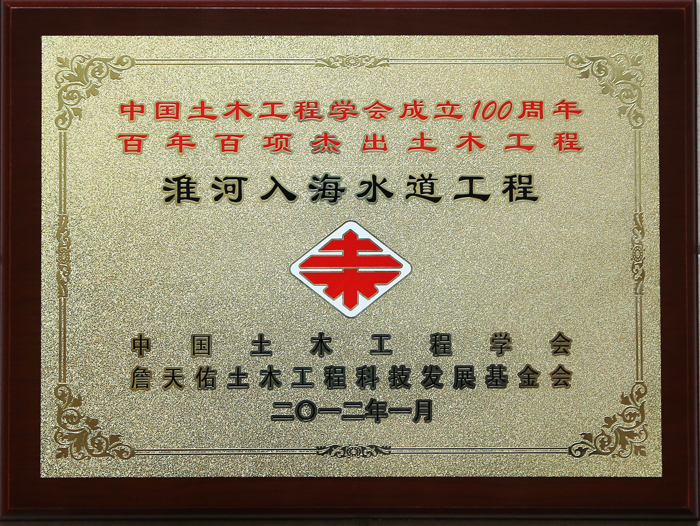 中国土木工程学会成立100周年
百年百项杰出土木工程
淮河入海水道工程
中国土木工程学会
詹天佑土木工程科技发展基金会
二〇一二年一月